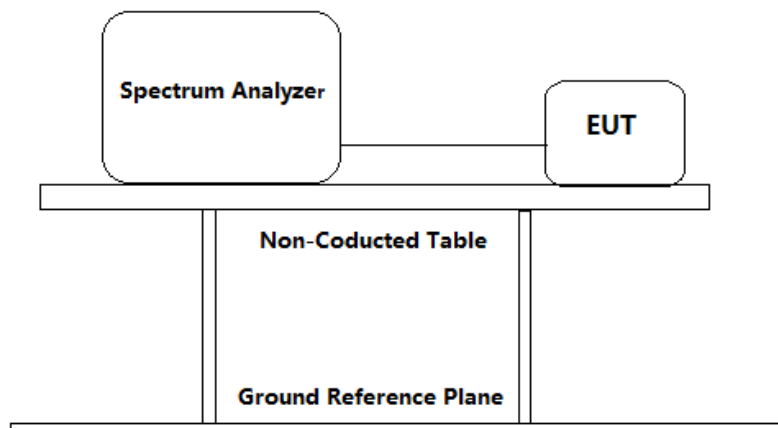 Spectrum Analyzer
EUT
Non-Coducted Table
Ground Reference Plane